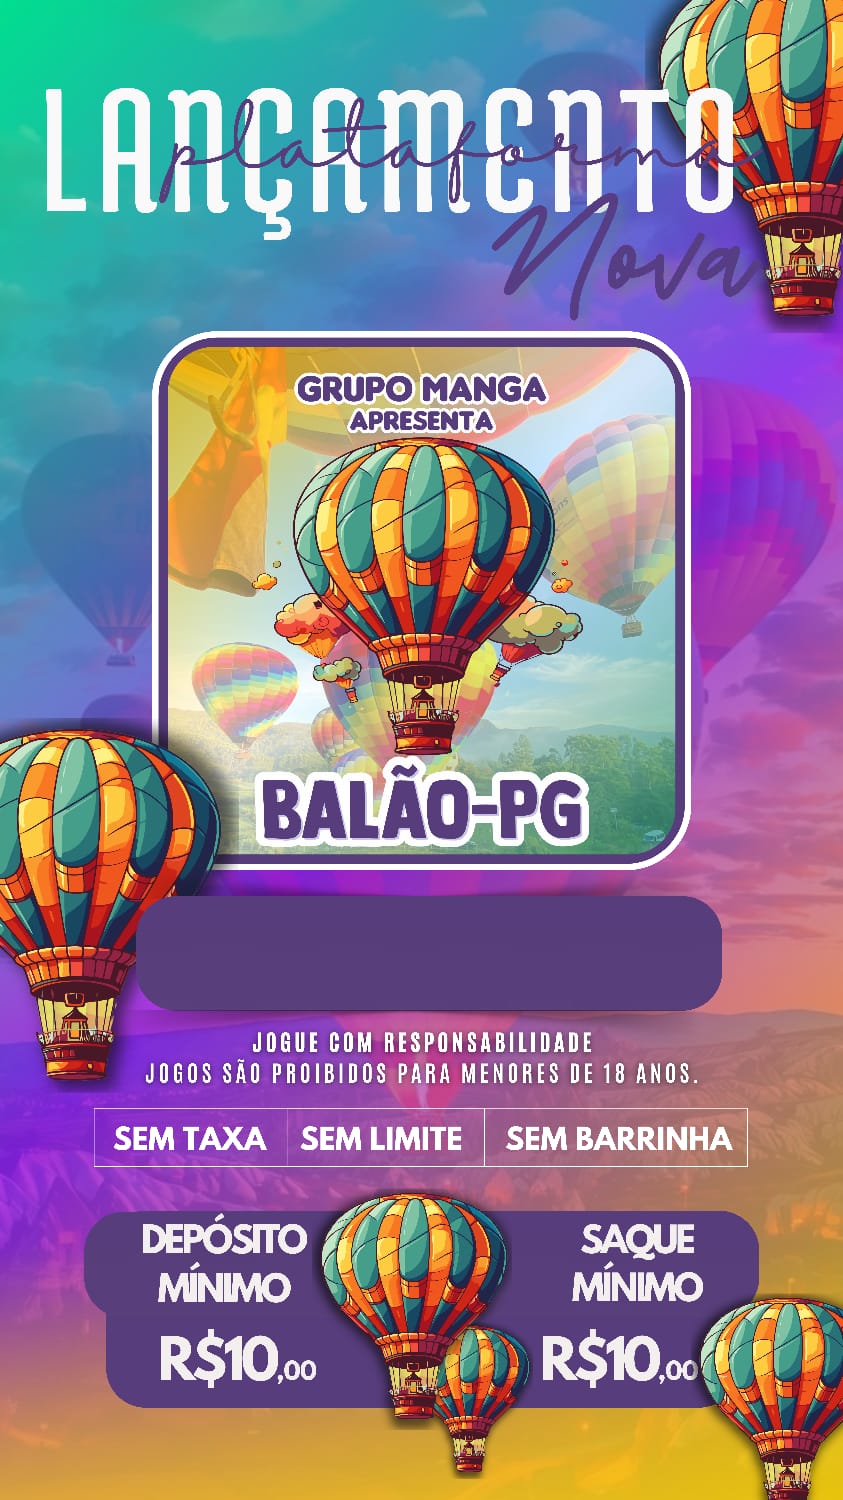 LANÇAMENTO
plataforma
Nova
GRUPO MANGA
APRESENTA
BALÃO-PG
JOGUE COM RESPONSABILIDADE
JOGOS SÃO PROIBIDOS PARA MENORES DE 18 ANOS.
SEM TAXA SEM LIMITE SEM BARRINHA
DEPÓSITO
MÍNIMO
R$10,00
SAQUE
MÍNIMO
R$10,00